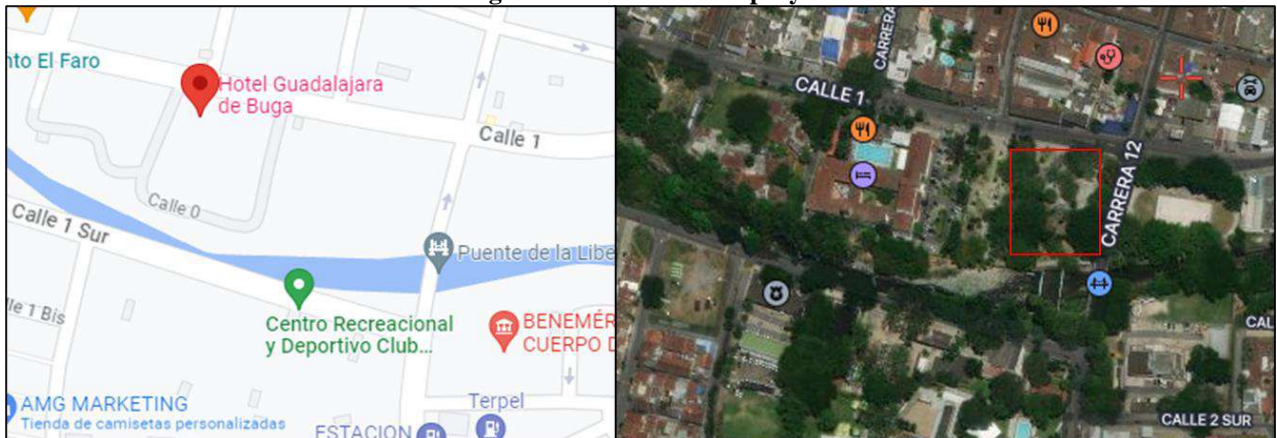 nto El Faro
Hotel Guadalajara
de Buga
Calle 1
Calle 0
Calle 1 Sur
Puente de la Libe
lle 1 Bis
Centro Recreacional
y Deportivo Club...
BENEMÉR
CUERPO D
AMG MARKETING
Tienda de camisetas personalizadas
Terpel
ESTACION
CARRERA
CALLE 1
CARRERA 12
CAL
CALLE 2 SUR